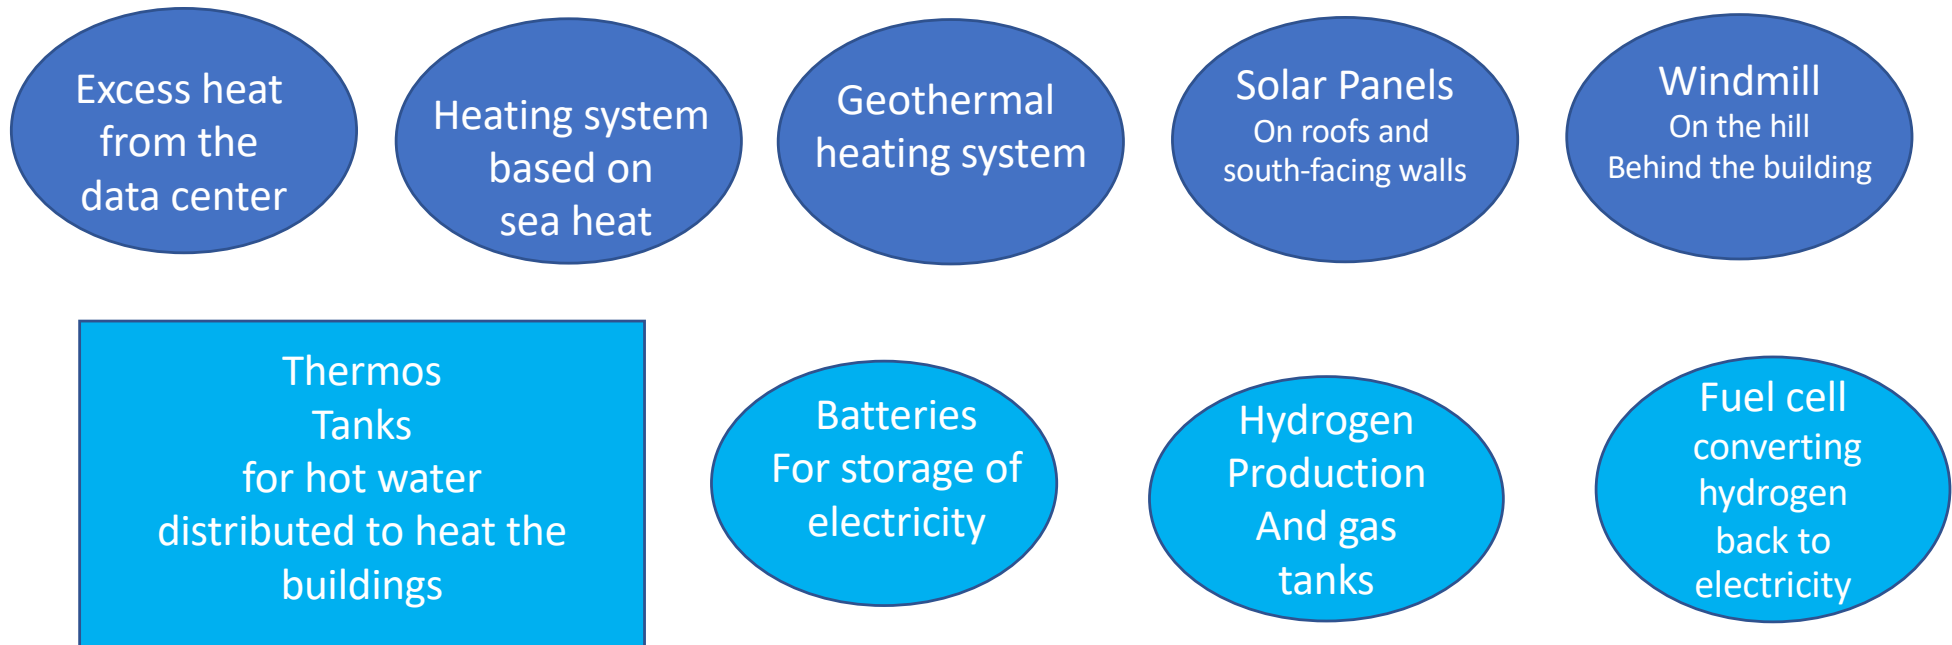 Excess heat
from the
data center
Heating system
based on
sea heat
Geothermal
heating system
Solar Panels
On roofs and
south-facing walls
Windmill
On the hill
Behind the building
Thermos
Tanks
for hot water
distributed to heat the
buildings
Batteries
For storage of
electricity
Hydrogen
Production
And gas
tanks
Fuel cell
converting
hydrogen
back to
electricity